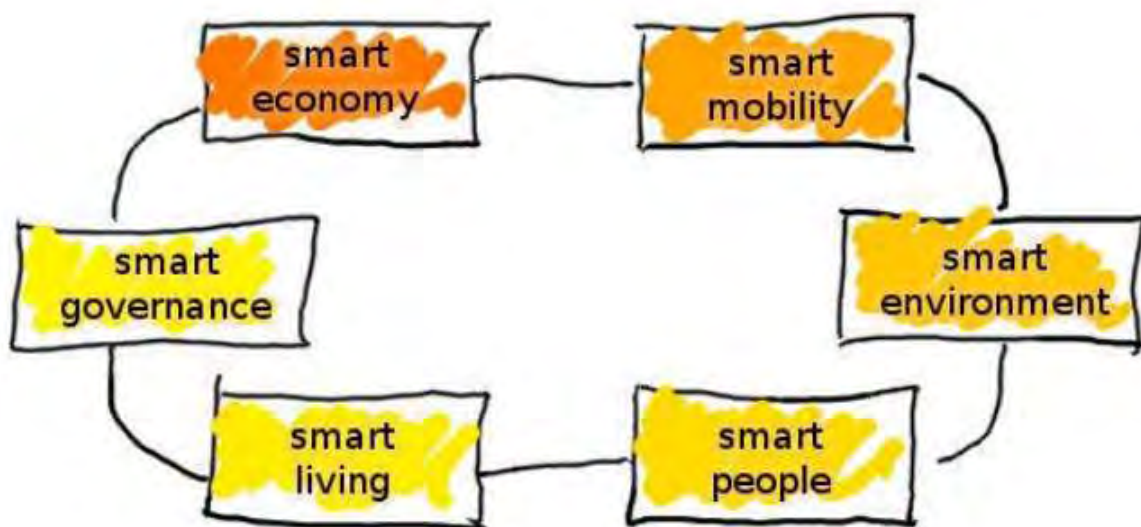 smart
economy
smart
mobility
smart
governance
smart
environment
smart
living
smart
people